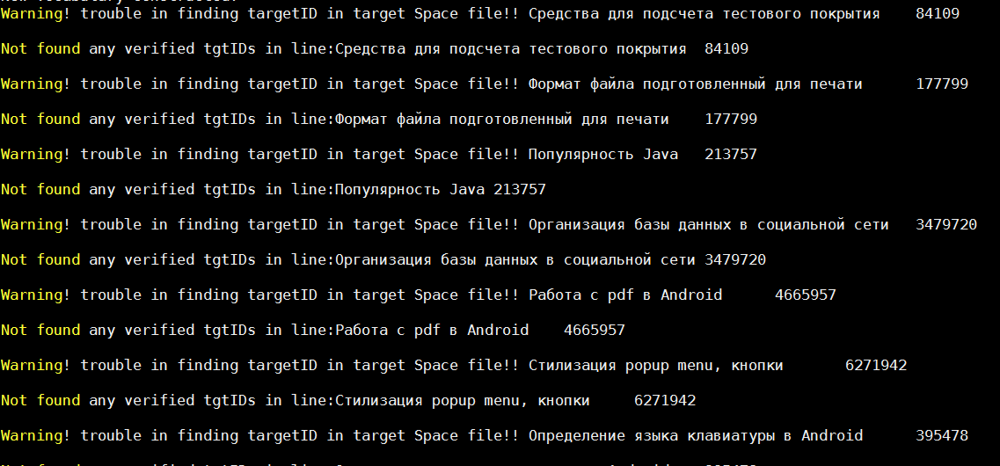 Warning! trouble in finding targetID in target Space file!! Средства для подсчета тестового покрытия 84109
Not found any verified tgtIDs in line:Средства для подсчета тестового покрытия 84109
Warning! trouble in finding targetID in target Space file!! Формат файла подготовленный для печати 177799
Not found any verified tgtIDs in line:Формат файла подготовленный для печати 177799
Warning! trouble in finding targetID in target Space file!! Популярность Java 213757
Not found any verified tgtIDs in line:Популярность Java 213757
Warning! trouble in finding targetID in target Space file!! Организация базы данных в социальной сети 3479720
Not found any verified tgtIDs in line:Организация базы данных в социальной сети 3479720
Warning! trouble in finding targetID in target Space file!! Работа с pdf в Android 4665957
Not found any verified tgtIDs in line:Работа с pdf в Android 4665957
Warning! trouble in finding targetID in target Space file!! Стилизация popup menu, кнопки 6271942
Not found any verified tgtIDs in line:Стилизация popup menu, кнопки 6271942
Warning! trouble in finding targetID in target Space file!! Определение языка клавиатуры в Android 395478